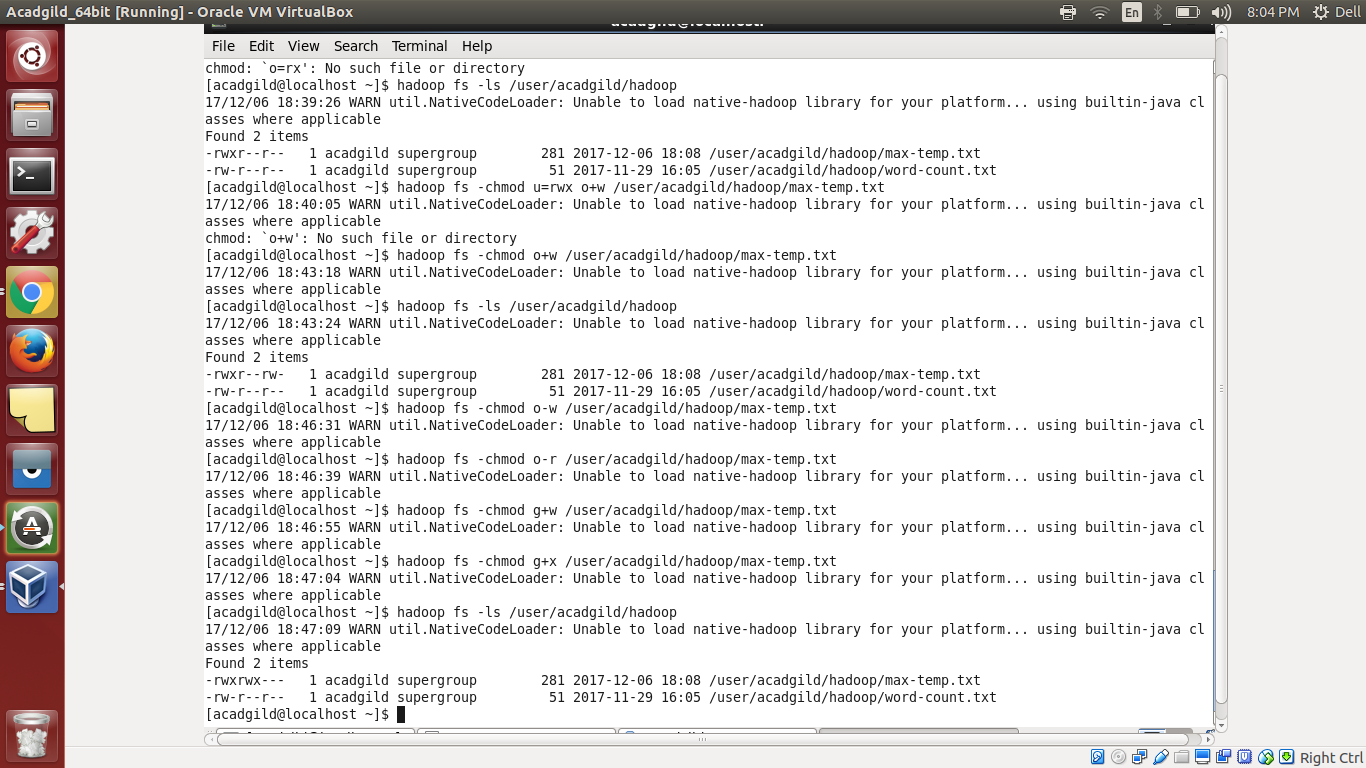 Acadgild_64bit [Running] - Oracle VM VirtualBox
En
8:04 PM
Dell
File Edit View Search Terminal Help
chmod: `o=rx': No such file or directory
[acadgild@localhost ~]$ hadoop fs -ls /user/acadgild/hadoop
17/12/06 18:39:26 WARN util.NativeCodeLoader: Unable to load native-hadoop library for your platform... using builtin-java cl
asses where applicable
Found 2 items
-rwxr--r--   1 acadgild supergroup        281 2017-12-06 18:08 /user/acadgild/hadoop/max-temp.txt
-rw-r--r--   1 acadgild supergroup         51 2017-11-29 16:05 /user/acadgild/hadoop/word-count.txt
[acadgild@localhost ~]$ hadoop fs -chmod u=rwx o+w /user/acadgild/hadoop/max-temp.txt
17/12/06 18:40:05 WARN util.NativeCodeLoader: Unable to load native-hadoop library for your platform... using builtin-java cl
asses where applicable
chmod: `o+w': No such file or directory
[acadgild@localhost ~]$ hadoop fs -chmod o+w /user/acadgild/hadoop/max-temp.txt
17/12/06 18:43:18 WARN util.NativeCodeLoader: Unable to load native-hadoop library for your platform... using builtin-java cl
asses where applicable
[acadgild@localhost ~]$ hadoop fs -ls /user/acadgild/hadoop
17/12/06 18:43:24 WARN util.NativeCodeLoader: Unable to load native-hadoop library for your platform... using builtin-java cl
asses where applicable
Found 2 items
-rwxr--rw-   1 acadgild supergroup        281 2017-12-06 18:08 /user/acadgild/hadoop/max-temp.txt
-rw-r--r--   1 acadgild supergroup         51 2017-11-29 16:05 /user/acadgild/hadoop/word-count.txt
[acadgild@localhost ~]$ hadoop fs -chmod o-w /user/acadgild/hadoop/max-temp.txt
17/12/06 18:46:31 WARN util.NativeCodeLoader: Unable to load native-hadoop library for your platform... using builtin-java cl
asses where applicable
[acadgild@localhost ~]$ hadoop fs -chmod o-r /user/acadgild/hadoop/max-temp.txt
17/12/06 18:46:39 WARN util.NativeCodeLoader: Unable to load native-hadoop library for your platform... using builtin-java cl
asses where applicable
[acadgild@localhost ~]$ hadoop fs -chmod g+w /user/acadgild/hadoop/max-temp.txt
17/12/06 18:46:55 WARN util.NativeCodeLoader: Unable to load native-hadoop library for your platform... using builtin-java cl
asses where applicable
[acadgild@localhost ~]$ hadoop fs -chmod g+x /user/acadgild/hadoop/max-temp.txt
17/12/06 18:47:04 WARN util.NativeCodeLoader: Unable to load native-hadoop library for your platform... using builtin-java cl
asses where applicable
[acadgild@localhost ~]$ hadoop fs -ls /user/acadgild/hadoop
17/12/06 18:47:09 WARN util.NativeCodeLoader: Unable to load native-hadoop library for your platform... using builtin-java cl
asses where applicable
Found 2 items
-rwxrwx---   1 acadgild supergroup        281 2017-12-06 18:08 /user/acadgild/hadoop/max-temp.txt
-rw-r--r--   1 acadgild supergroup         51 2017-11-29 16:05 /user/acadgild/hadoop/word-count.txt
[acadgild@localhost ~]$
Right Ctrl